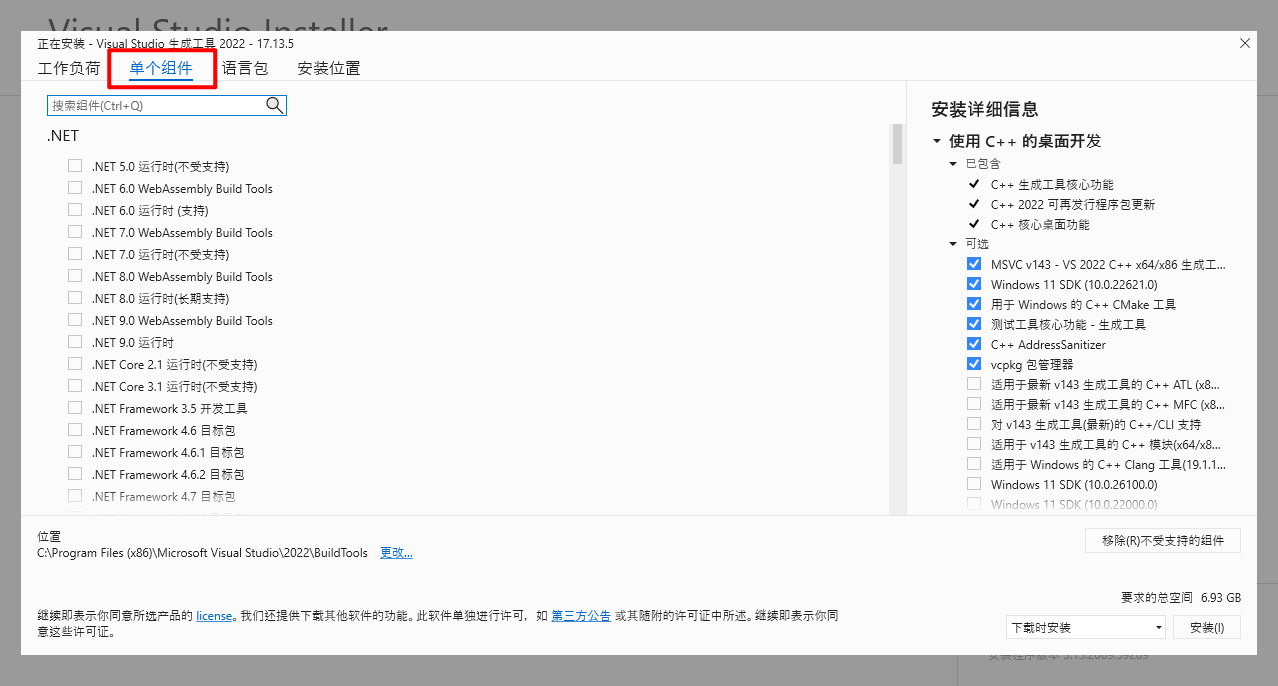 Visual Studio Installer
正在安装 - Visual Studio 生成工具 2022 - 17.13.5
工作负荷 单个组件 语言包 安装位置
搜索组件(Ctrl+Q)
.NET
.NET 5.0 运行时(不受支持)
.NET 6.0 WebAssembly Build Tools
.NET 6.0 运行时 (支持)
.NET 7.0 WebAssembly Build Tools
.NET 7.0 运行时(不受支持)
.NET 8.0 WebAssembly Build Tools
.NET 8.0 运行时(长期支持)
.NET 9.0 WebAssembly Build Tools
.NET 9.0 运行时
.NET Core 2.1 运行时(不受支持)
.NET Core 3.1 运行时(不受支持)
.NET Framework 3.5 开发工具
.NET Framework 4.6 目标包
.NET Framework 4.6.1 目标包
.NET Framework 4.6.2 目标包
.NET Framework 4.7 目标包
安装详细信息
使用 C++ 的桌面开发
已包含
C++ 生成工具核心功能
C++ 2022 可再发行程序包更新
C++ 核心桌面功能
可选
MSVC v143 - VS 2022 C++ x64/x86 生成工...
Windows 11 SDK (10.0.22621.0)
用于 Windows 的 C++ CMake 工具
测试工具核心功能 - 生成工具
C++ AddressSanitizer
vcpkg 包管理器
适用于最新 v143 生成工具的 C++ ATL (x8...
适用于最新 v143 生成工具的 C++ MFC (x8...
对 v143 生成工具(最新)的 C++/CLI 支持
适用于 v143 生成工具的 C++ 模块(x64/x8...
适用于 Windows 的 C++ Clang 工具(19.1.1...
Windows 11 SDK (10.0.26100.0)
Windows 11 SDK (10.0.22000.0)
位置
C:\Program Files (x86)\Microsoft Visual Studio\2022\BuildTools 更改...
移除(R)不受支持的组件
要求的总空间 6.93 GB
继续即表示你同意所选产品的 license。我们还提供下载其他软件的功能。此软件单独进行许可，如 第三方公告 或其随附的许可证中所述。继续即表示你同
意这些许可证。
下载时安装 安装(I)